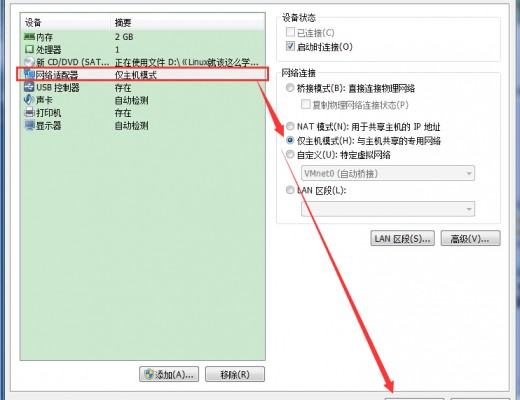 设备 摘要
内存 2 GB
处理器 1
新 CD/DVD (SAT... 正在使用文件 D:\《Linux就该这么学...
网络适配器 仅主机模式
USB 控制器 存在
声卡 自动检测
打印机 存在
显示器 自动检测
添加(A)... 移除(R)
设备状态
已连接(C)
启动时连接(O)
网络连接
桥接模式(B): 直接连接物理网络
复制物理网络连接状态(P)
NAT 模式(N): 用于共享主机的 IP 地址
仅主机模式(H): 与主机共享的专用网络
自定义(U): 特定虚拟网络
VMnet0 (自动桥接)
LAN 区段(L):
LAN 区段(S)... 高级(V)...